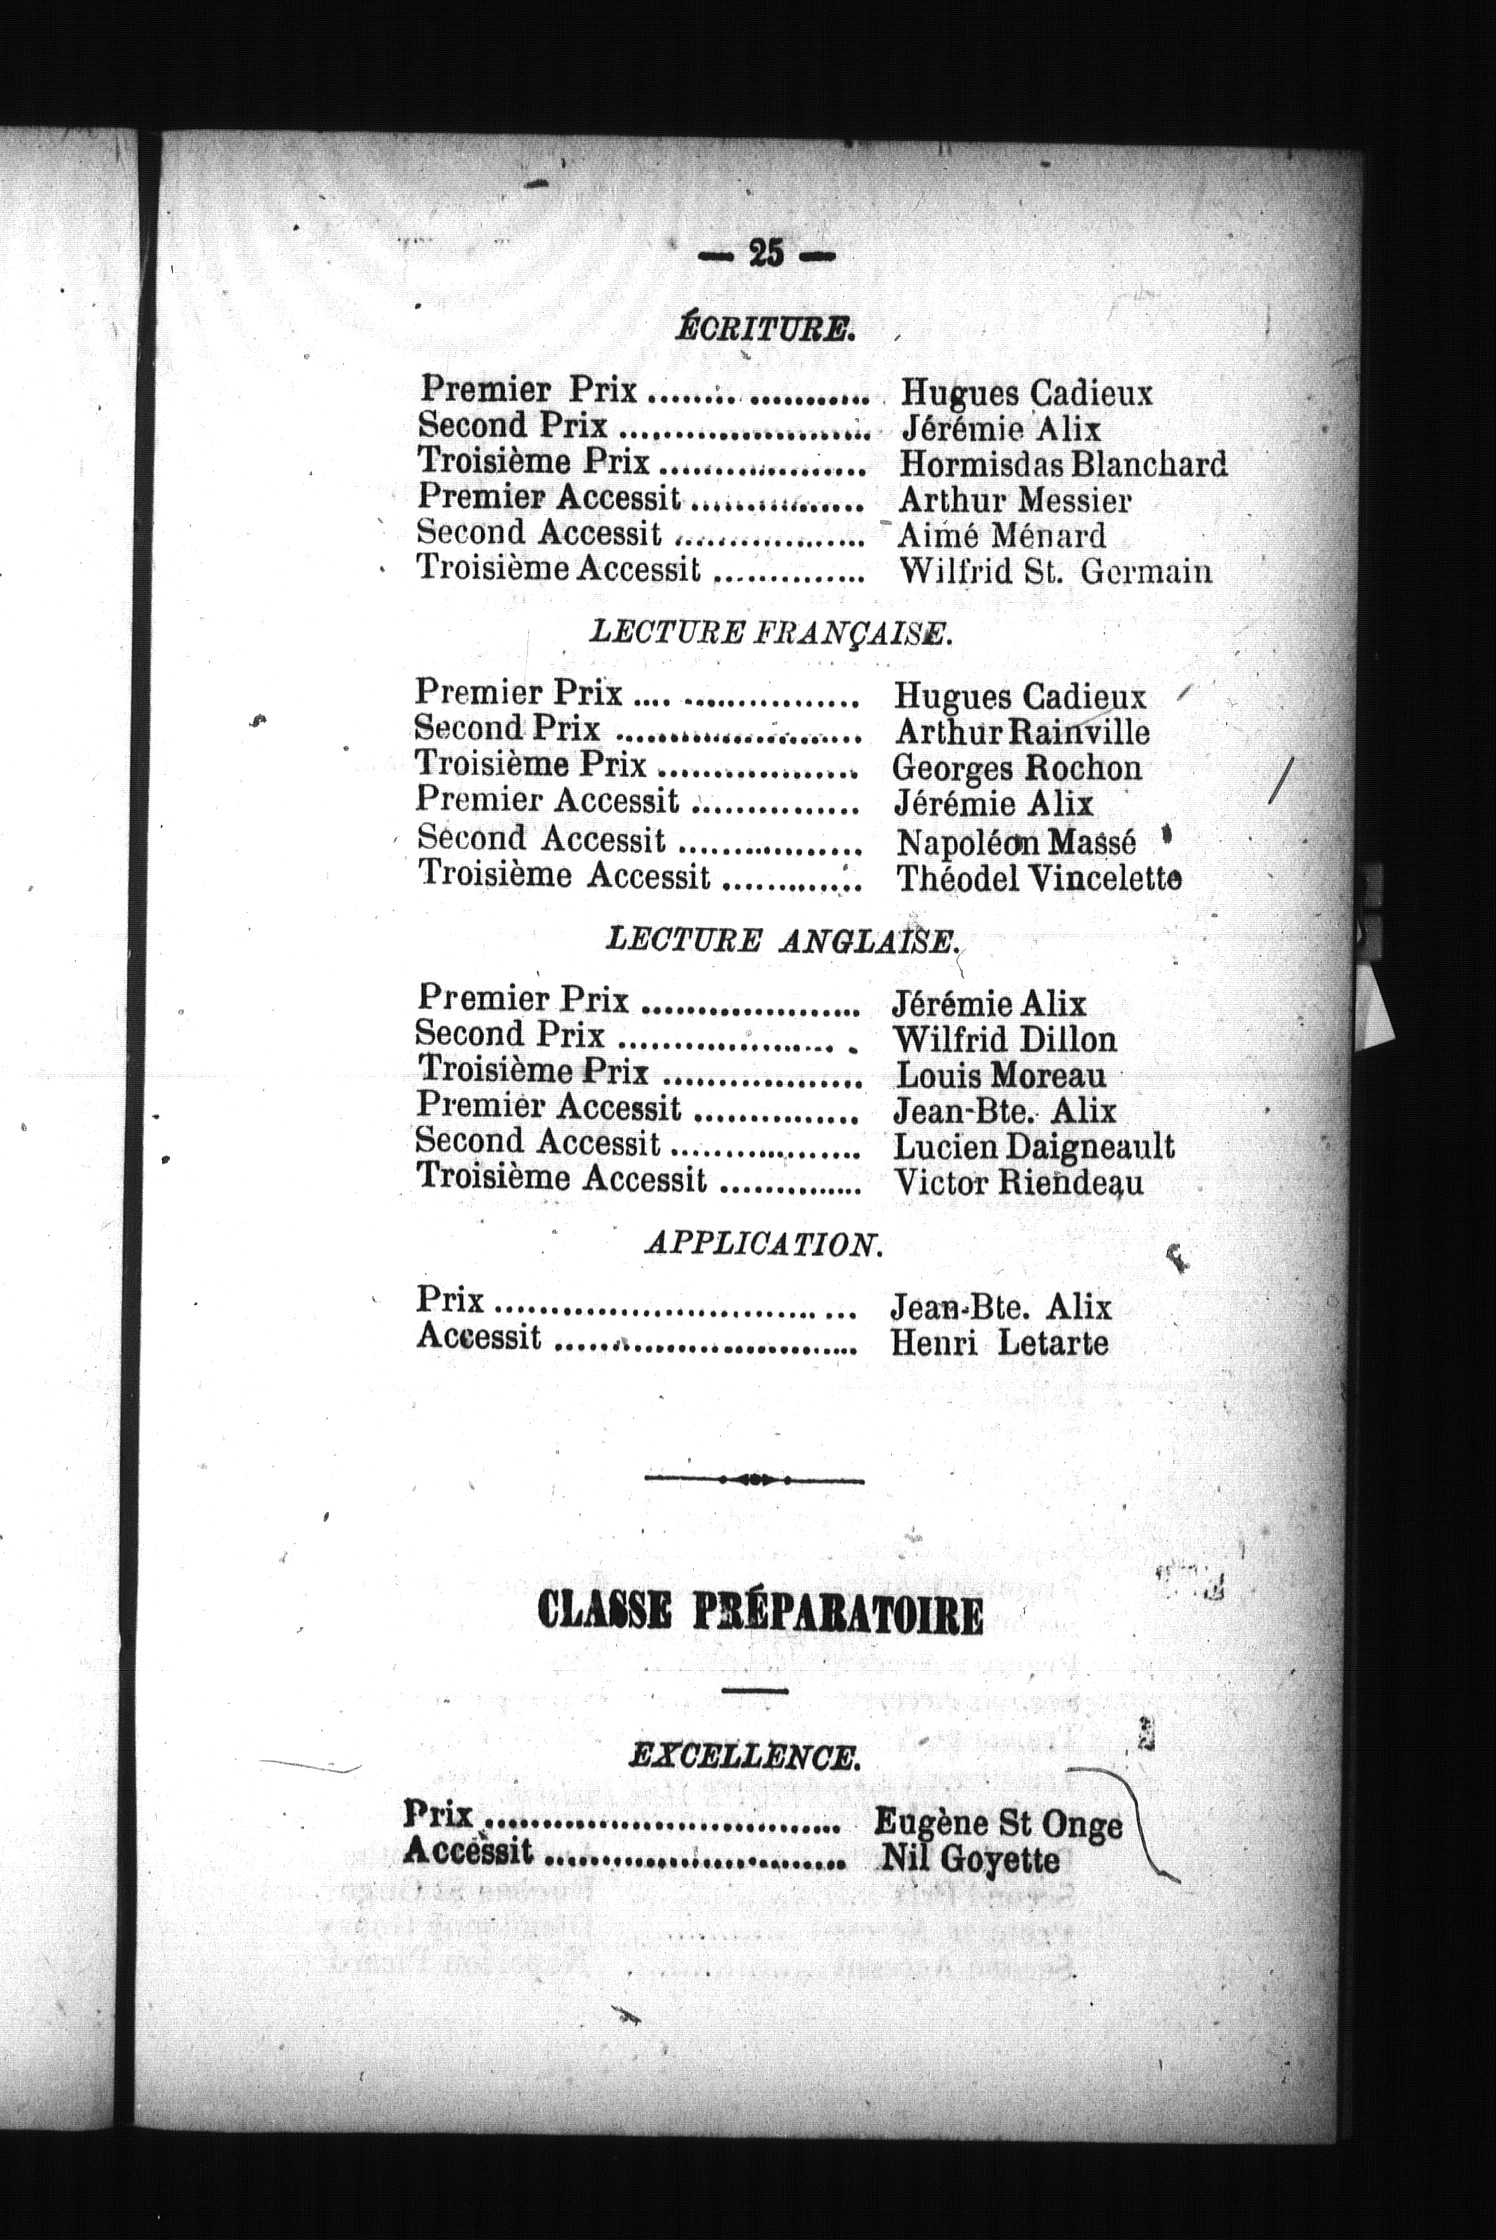 — 25 —
ÉCRITURE.
Premier Prix ................... Hugues Cadieux
Second Prix ....................... Jérémie Alix
Troisième Prix ................... Hormisdas Blanchard
Premier Accessit ................ Arthur Messier
Second Accessit .................. Aimé Ménard
Troisième Accessit .............. Wilfrid St. Germain
LECTURE FRANÇAISE.
Premier Prix .... ................ Hugues Cadieux
Second Prix ....................... Arthur Rainville
Troisième Prix .................. Georges Rochon
Premier Accessit ............... Jérémie Alix
Second Accessit ................. Napoléon Massé
Troisième Accessit ............. Théodel Vincelette
LECTURE ANGLAISE.
Premier Prix .................... Jérémie Alix
Second Prix .................... . Wilfrid Dillon
Troisième Prix .................. Louis Moreau
Premier Accessit ............... Jean-Bte. Alix
Second Accessit ................. Lucien Daigneault
Troisième Accessit ............. Victor Riendeau
APPLICATION.
Prix ............................. ... Jean-Bte. Alix
Accessit ........................... Henri Letarte
CLASSE PRÉPARATOIRE
EXCELLENCE.
Prix ................................ Eugène St Onge
Accessit ........................... Nil Goyette